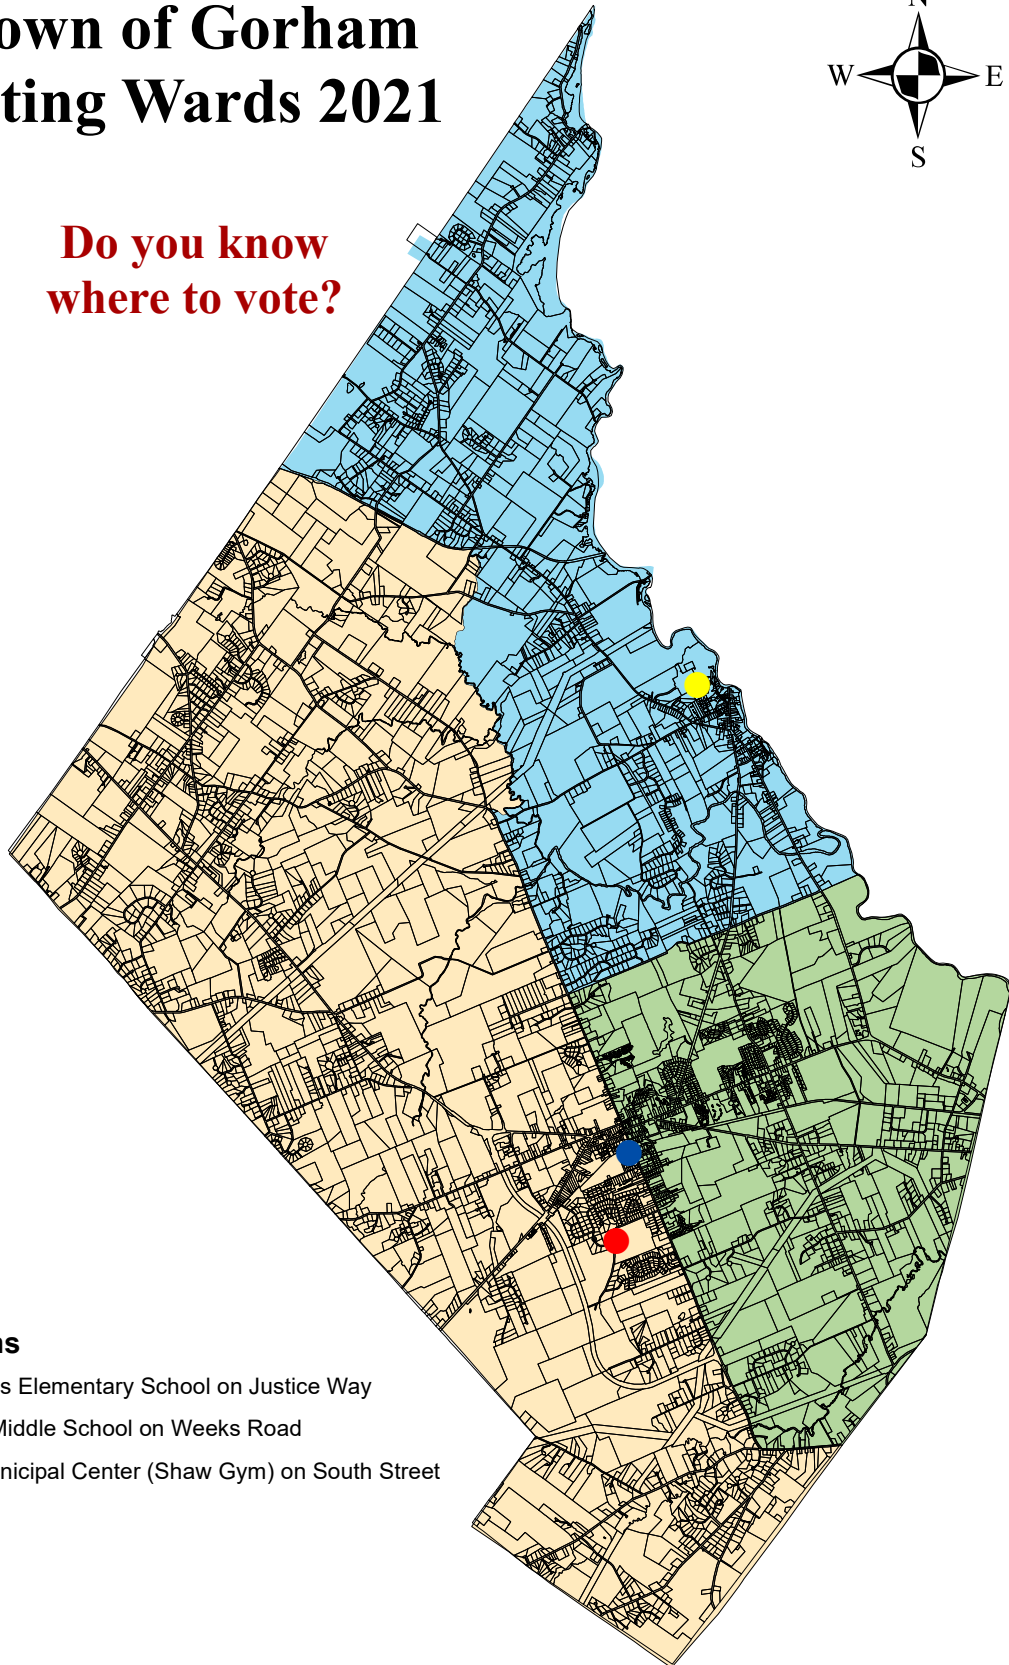 own of Gorham
ting Wards 2021
N
W
E
S
Do you know
where to vote?
ns
s Elementary School on Justice Way
Middle School on Weeks Road
nicipal Center (Shaw Gym) on South Street